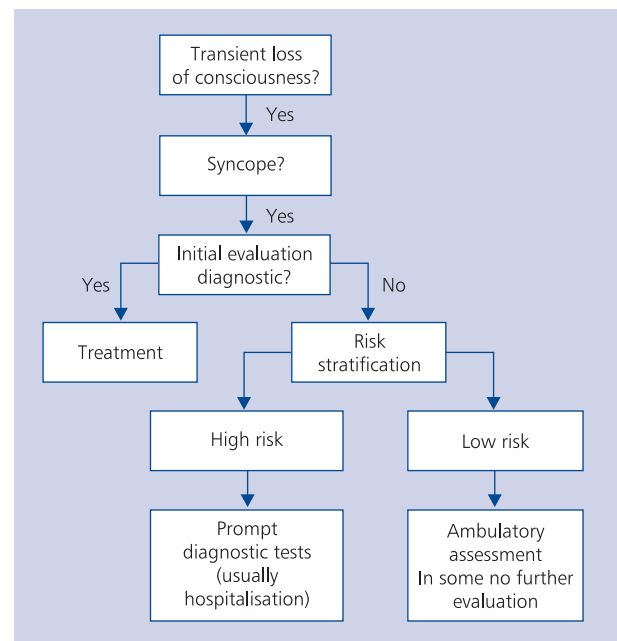 Transient loss
of consciousness?
Yes
Syncope?
Yes
Initial evaluation
diagnostic?
Yes
No
Treatment
Risk
stratification
High risk
Low risk
Prompt
diagnostic tests
(usually
hospitalisation)
Ambulatory
assessment
In some no further
evaluation